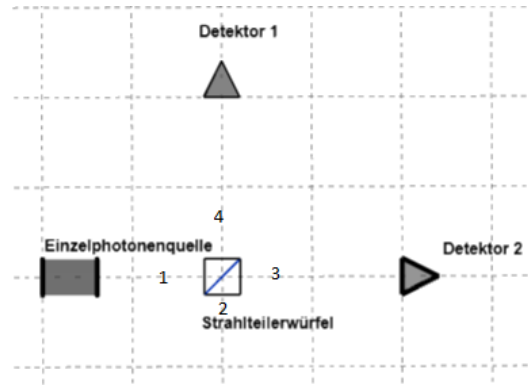 Detektor 1
4
Einzelphotonenquelle
Detektor 2
1
3
2
Strahlteilerwürfel